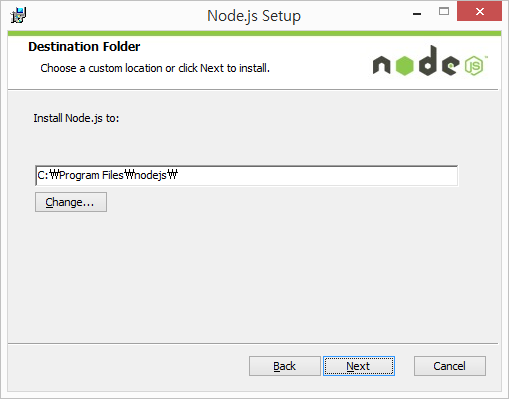 Node.js Setup
Destination Folder
Choose a custom location or click Next to install.
node
JS
Install Node.js to:
C:₩Program Files₩nodejs₩
Change...
Back
Next
Cancel